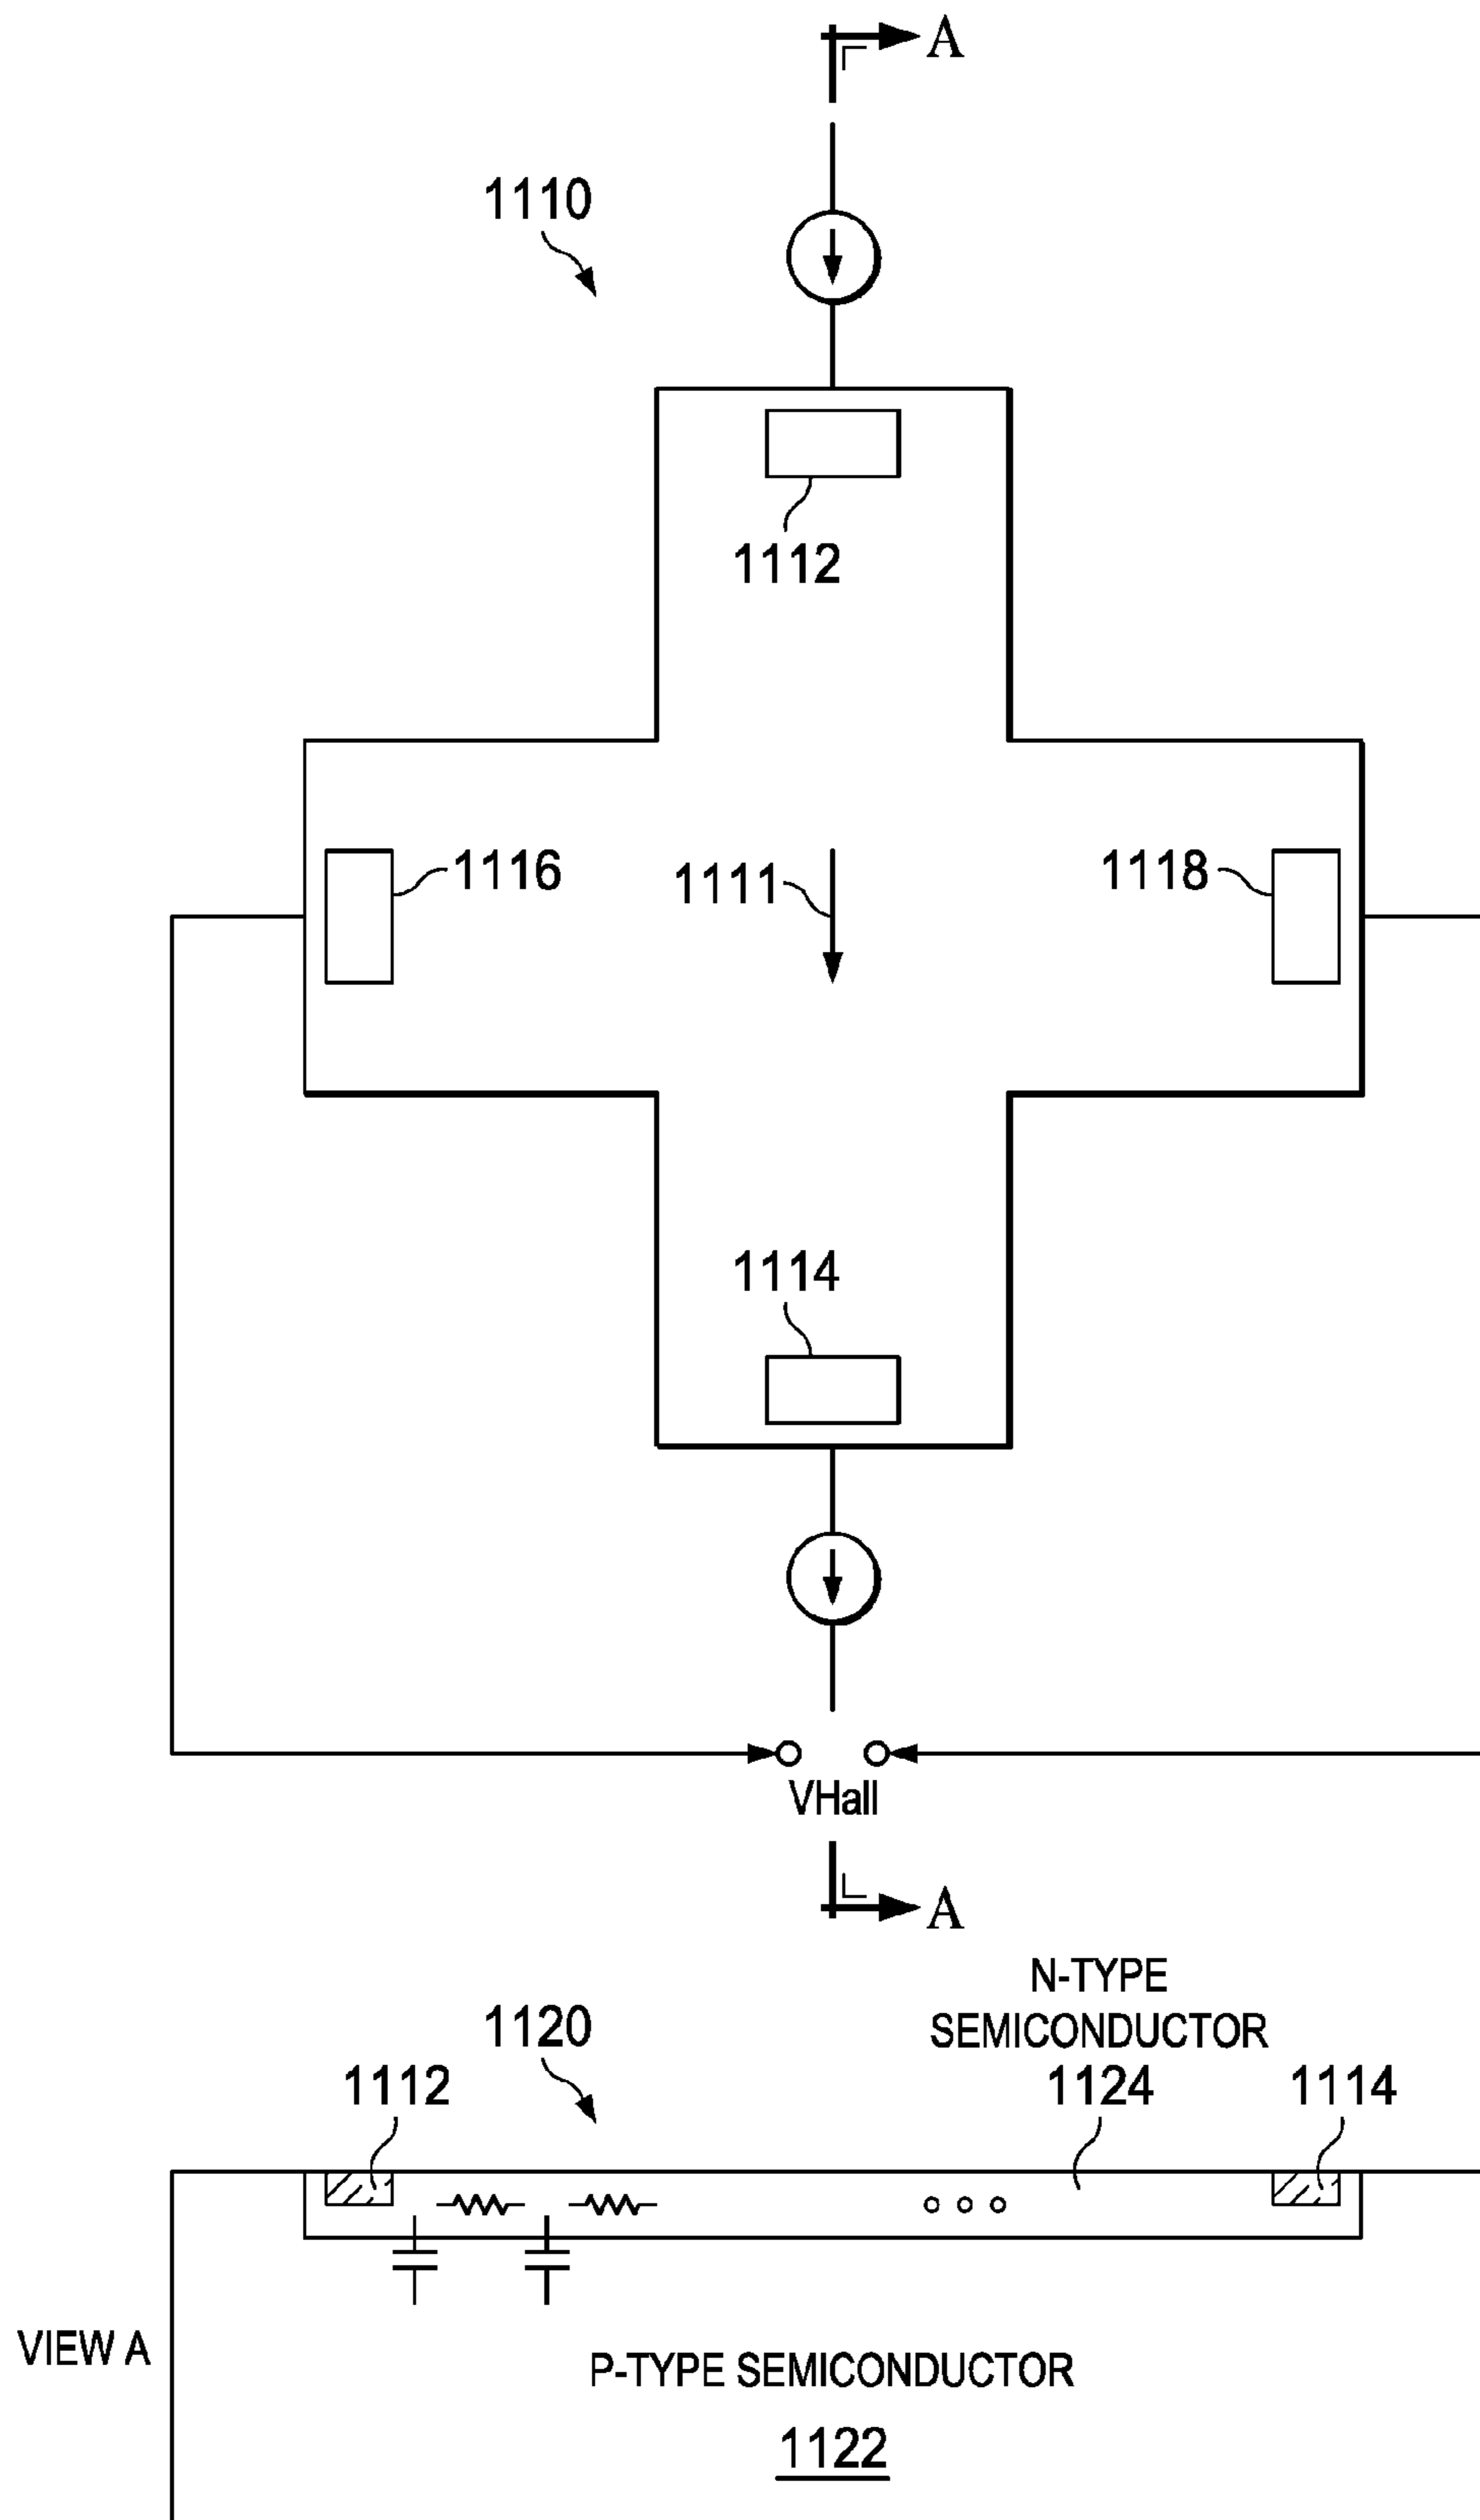 A
1110
1112
1116
1111
1118
1114
VHall
A
N-TYPE
SEMICONDUCTOR
1120
1112
1124
1114
VIEW A
P-TYPE SEMICONDUCTOR
1122